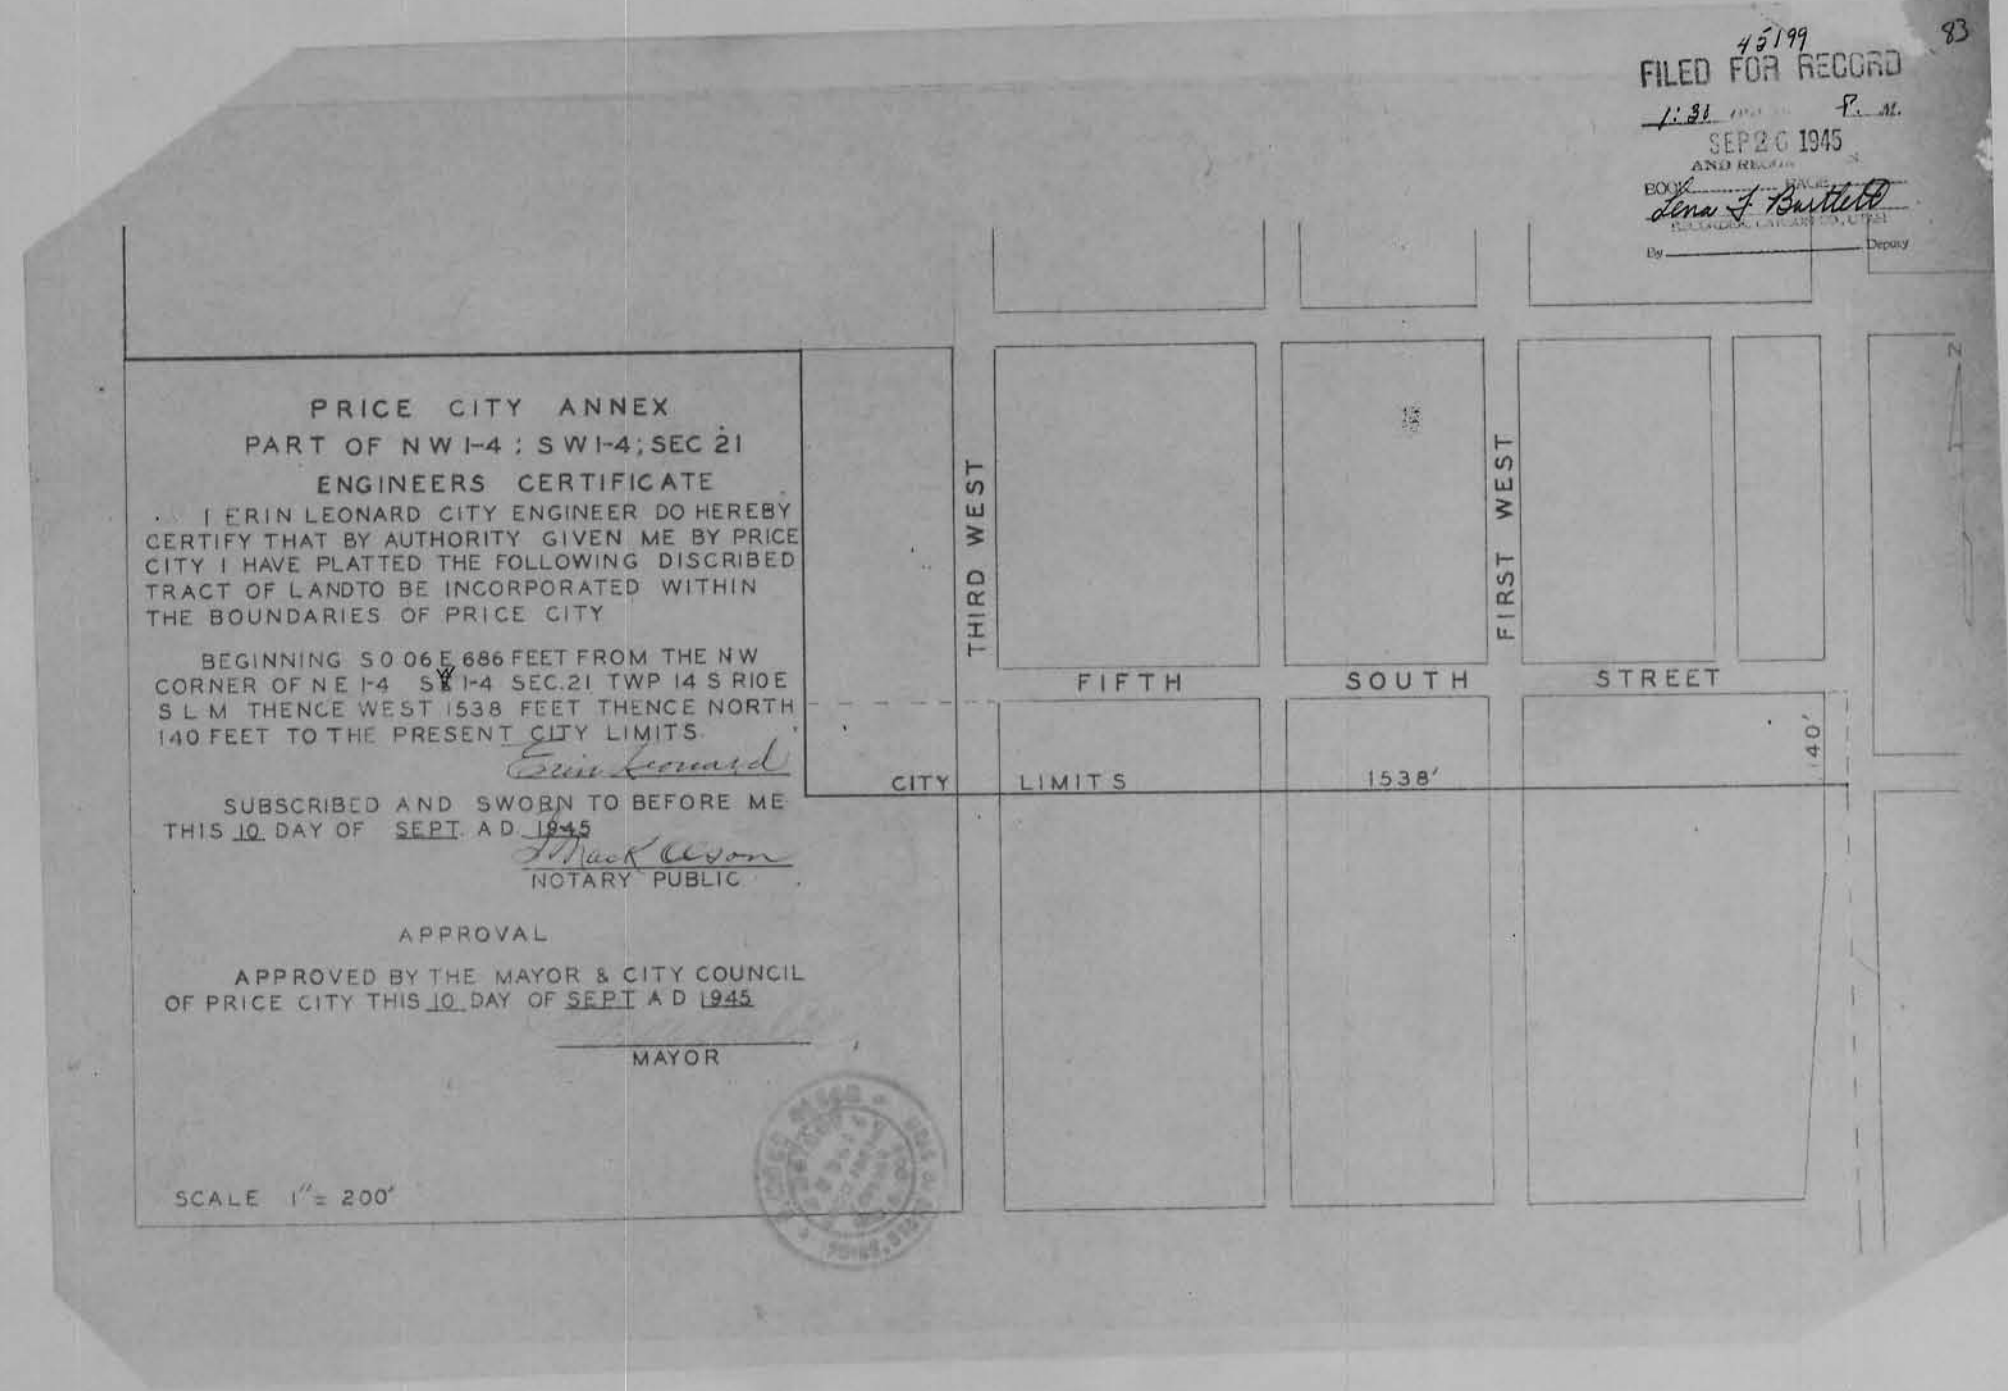 83
45199
FILED FOR RECORD
1:31 P. M.
SEP 26 1945
AND
BOOK PAGE
Lena J. Bartlett
RECORDER, CARBON CO., UTAH
By Deputy
N
PRICE CITY ANNEX
PART OF NW 1-4 ; SW 1-4; SEC 21
ENGINEERS CERTIFICATE
I ERIN LEONARD CITY ENGINEER DO HEREBY
CERTIFY THAT BY AUTHORITY GIVEN ME BY PRICE
CITY I HAVE PLATTED THE FOLLOWING DISCRIBED
TRACT OF LANDTO BE INCORPORATED WITHIN
THE BOUNDARIES OF PRICE CITY
BEGINNING S 0 06 E 686 FEET FROM THE NW
CORNER OF NE 1-4 SW 1-4 SEC.21 TWP 14 S R10E
S L M THENCE WEST 1538 FEET THENCE NORTH
140 FEET TO THE PRESENT CITY LIMITS.
Erin Leonard
SUBSCRIBED AND SWORN TO BEFORE ME
THIS 10 DAY OF SEPT. A D 1945
Mack Olson
NOTARY PUBLIC
APPROVAL
APPROVED BY THE MAYOR & CITY COUNCIL
OF PRICE CITY THIS 10 DAY OF SEPT A D 1945
MAYOR
SCALE 1"= 200'
THIRD WEST
FIRST WEST
FIFTH SOUTH STREET
140'
CITY LIMITS 1538'